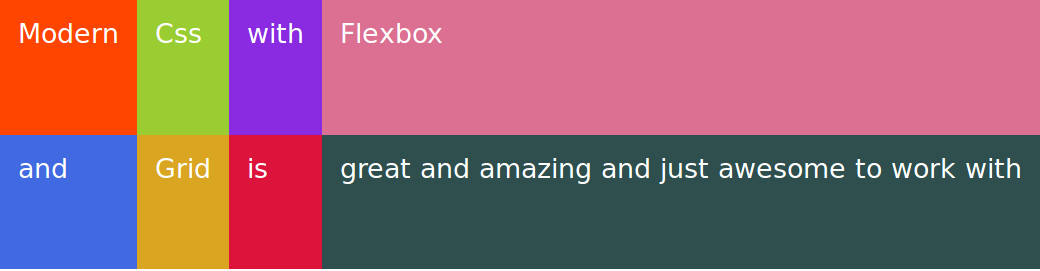 Modern Css with Flexbox
and Grid is great and amazing and just awesome to work with